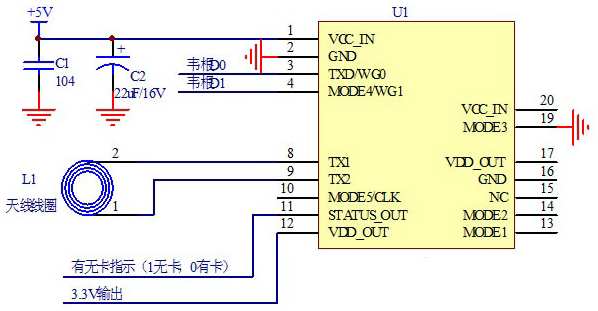 +5V
U1
C1
104
+
C2
22uF/16V
韦根D0
韦根D1
1
2
3
4
VCC_IN
GND
TXD/WG0
MODE4/WG1
VCC_IN
20
MODE3
19
L1
天线线圈
2
1
8
9
10
11
12
TX1
TX2
MODE5/CLK
STATUS_OUT
VDD_OUT
VDD_OUT
17
GND
16
NC
15
MODE2
14
MODE1
13
有无卡指示（1无卡 0有卡）
3.3V输出